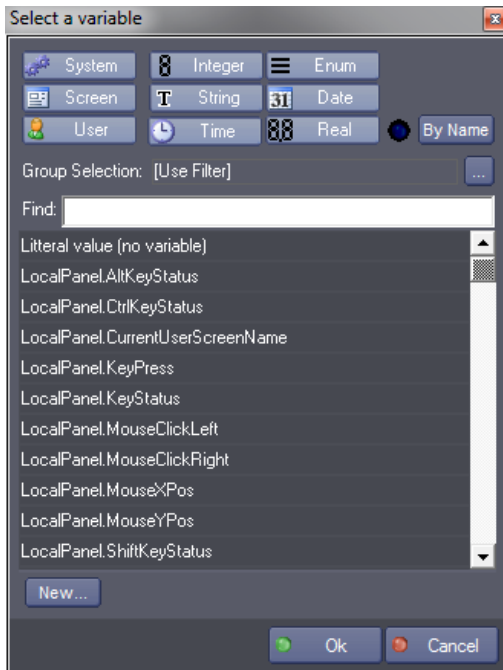 Select a variable
System Integer Enum
Screen String Date
User Time Real By Name
Group Selection: [Use Filter] ...
Find:
Litteral value (no variable)
LocalPanel.AltKeyStatus
LocalPanel.CtrlKeyStatus
LocalPanel.CurrentUserScreenName
LocalPanel.KeyPress
LocalPanel.KeyStatus
LocalPanel.MouseClickLeft
LocalPanel.MouseClickRight
LocalPanel.MouseXPos
LocalPanel.MouseYPos
LocalPanel.ShiftKeyStatus
New...
Ok Cancel